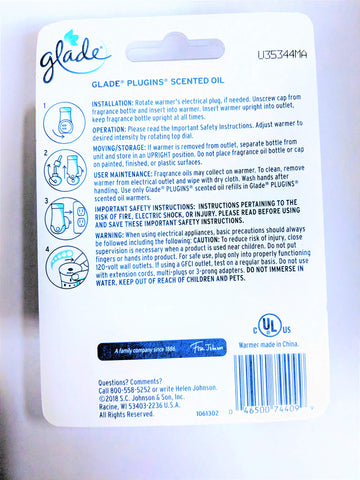 glade
U35344MA
GLADE® PLUGINS® SCENTED OIL
1
INSTALLATION: Rotate warmer's electrical plug, if needed. Unscrew cap from
fragrance bottle and insert into warmer. Insert warmer upright into outlet,
keep fragrance bottle upright at all times.
OPERATION: Please read the Important Safety Instructions. Adjust warmer to
desired intensity by rotating top dial.
2
MOVING/STORAGE: If warmer is removed from outlet, separate bottle from
unit and store in an UPRIGHT position. Do not place fragrance oil bottle or cap
on painted, finished, or plastic surfaces.
USER MAINTENANCE: Fragrance oils may collect on warmer. To clean, remove
warmer from electrical outlet and wipe with dry cloth. Wash hands after
handling. Use only Glade® PLUGINS® scented oil refills in Glade® PLUGINS®
scented oil warmers.
3
IMPORTANT SAFETY INSTRUCTIONS: INSTRUCTIONS PERTAINING TO THE
RISK OF FIRE, ELECTRIC SHOCK, OR INJURY. PLEASE READ BEFORE USING
AND SAVE THESE IMPORTANT SAFETY INSTRUCTIONS.
4
WARNING: When using electrical appliances, basic precautions should always
be followed including the following: CAUTION: To reduce risk of injury, close
supervision is necessary when a product is used near children. Do not put
fingers or hands into product. For safe use, plug only into properly functioning
120-volt wall outlets. If using a GFCI outlet, test on a regular basis. Do not use
with extension cords, multi-plugs or 3-prong adapters. DO NOT IMMERSE IN
WATER. KEEP OUT OF REACH OF CHILDREN AND PETS.
C UL US
Warmer made in China.
A family company since 1886. Fisk Johnson
Questions? Comments?
Call 800-558-5252 or write Helen Johnson.
©2018 S.C. Johnson & Son, Inc.
Racine, WI 53403-2236 U.S.A.
All Rights Reserved.
1061302
0 46500 74409 9